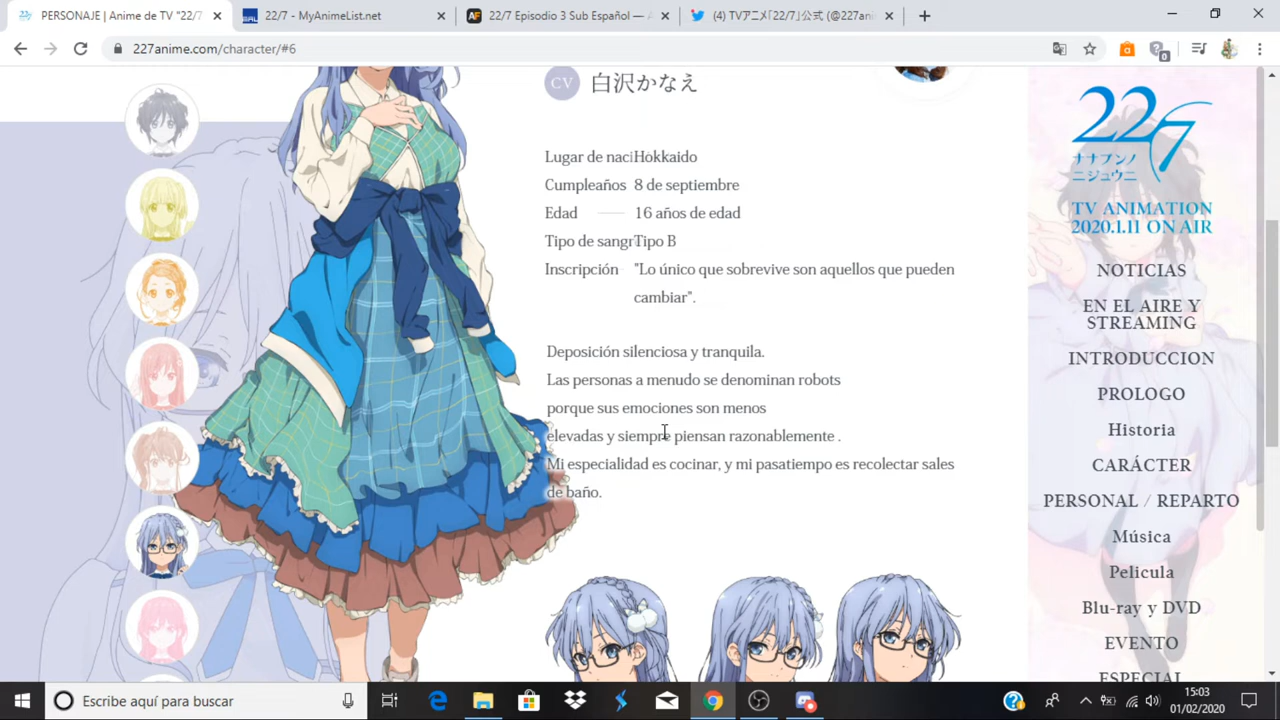 PERSONAJE | Anime de TV "22/7
22/7 - MyAnimeList.net
22/7 Episodio 3 Sub Español — A
(4) TVアニメ「22/7」公式 (@227ani
227anime.com/character/#6
CV 白沢かなえ
Lugar de naci Hokkaido
Cumpleaños 8 de septiembre
Edad 16 años de edad
Tipo de sangr Tipo B
Inscripción "Lo único que sobrevive son aquellos que pueden
cambiar".
Deposición silenciosa y tranquila.
Las personas a menudo se denominan robots
porque sus emociones son menos
elevadas y siempre piensan razonablemente .
Mi especialidad es cocinar, y mi pasatiempo es recolectar sales
de baño.
22/7
ナナブンノ
ニジュウニ
TV ANIMATION
2020.1.11 ON AIR
NOTICIAS
EN EL AIRE Y
STREAMING
INTRODUCCION
PROLOGO
Historia
CARÁCTER
PERSONAL / REPARTO
Música
Pelicula
Blu-ray y DVD
EVENTO
ESPECIAL
Escribe aquí para buscar
15:03
01/02/2020